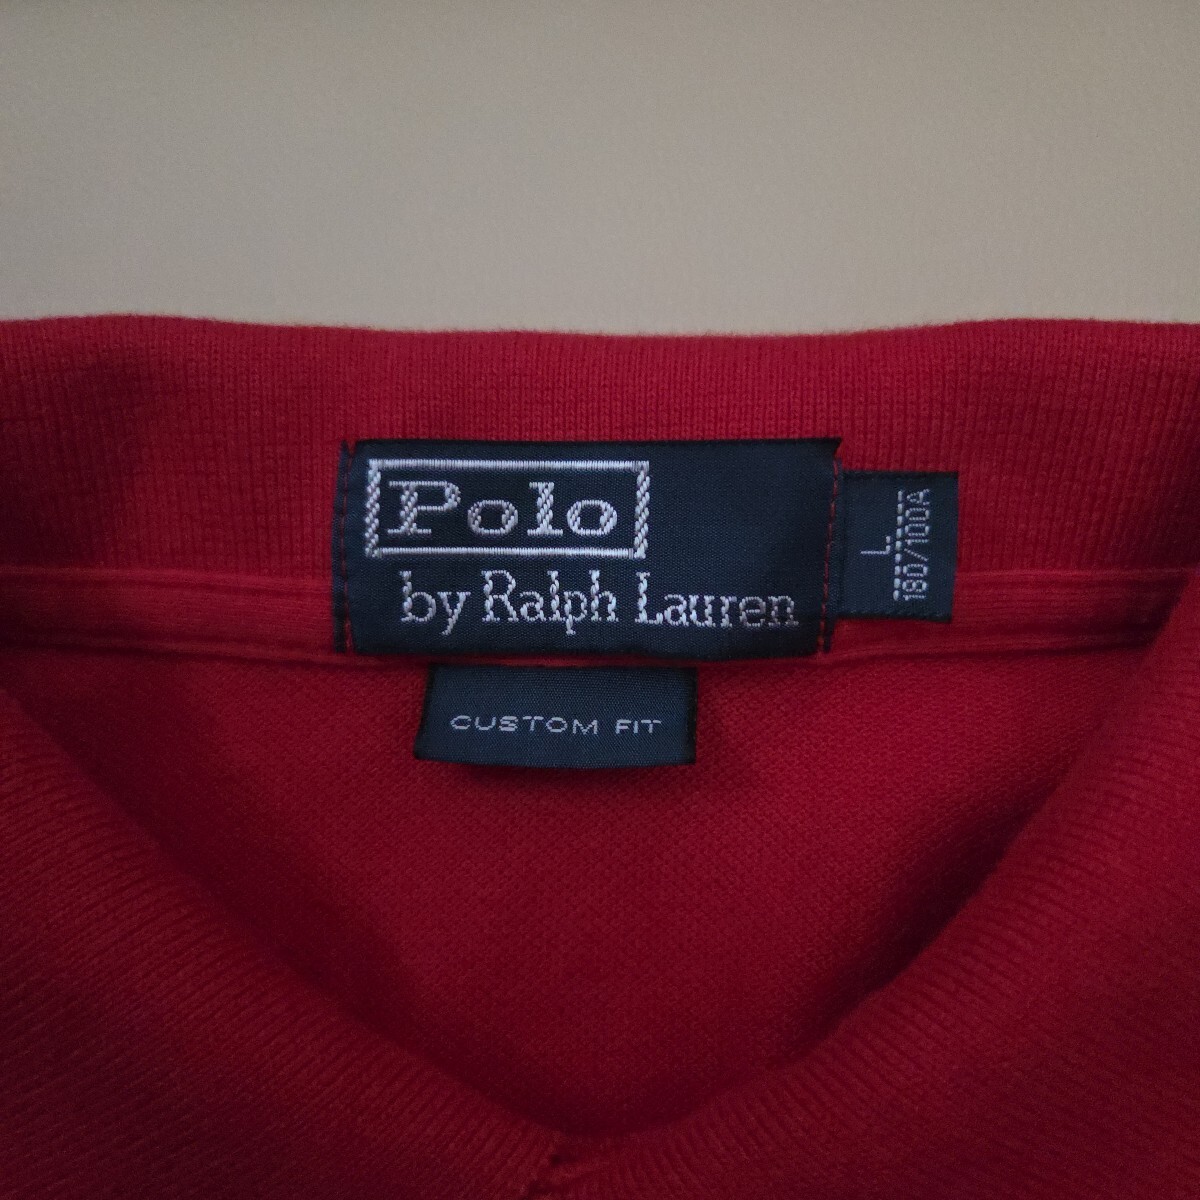 Polo
by Ralph Lauren
L
180/100A
CUSTOM FIT